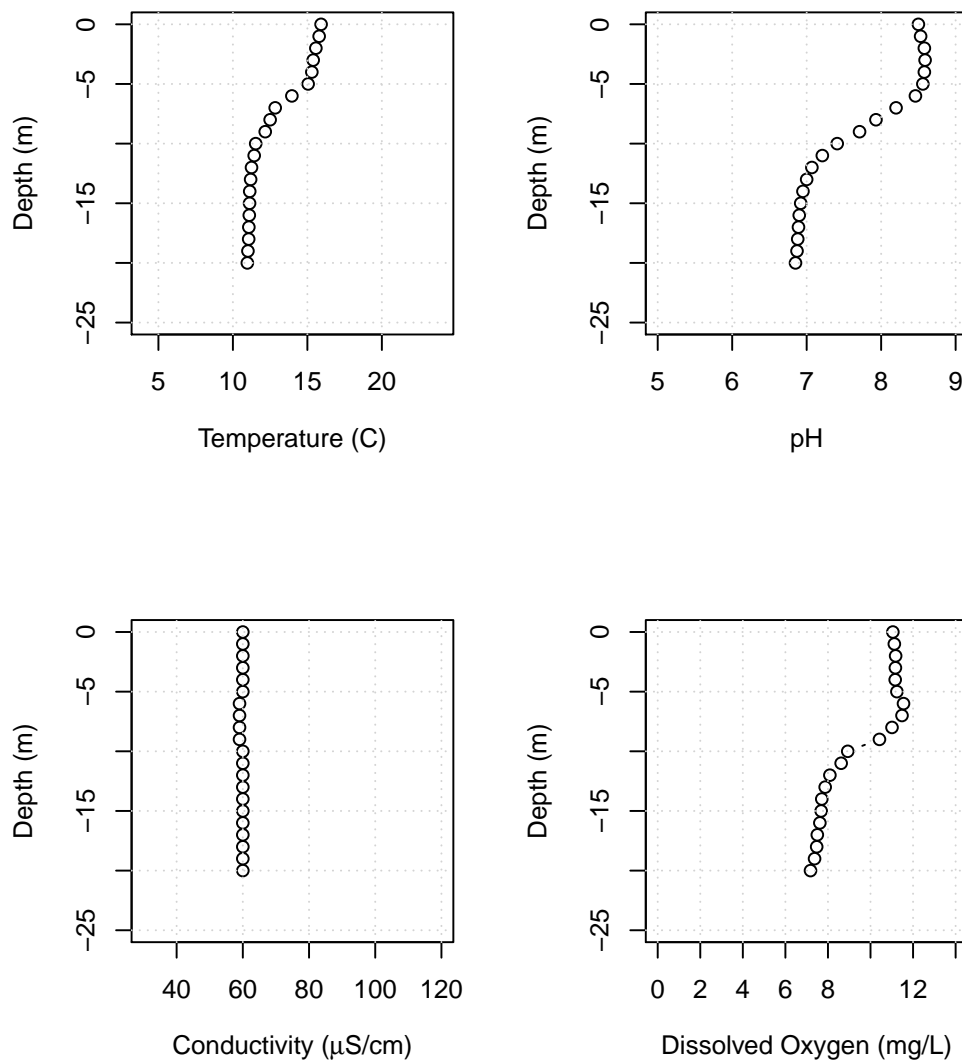 0
−5
−15
−25
Depth (m)
5 10 15 20
Temperature (C)
0
−5
−15
−25
Depth (m)
5 6 7 8 9
pH
0
−5
−15
−25
Depth (m)
40 60 80 100 120
Conductivity (μS/cm)
0
−5
−15
−25
Depth (m)
0 2 4 6 8 12
Dissolved Oxygen (mg/L)